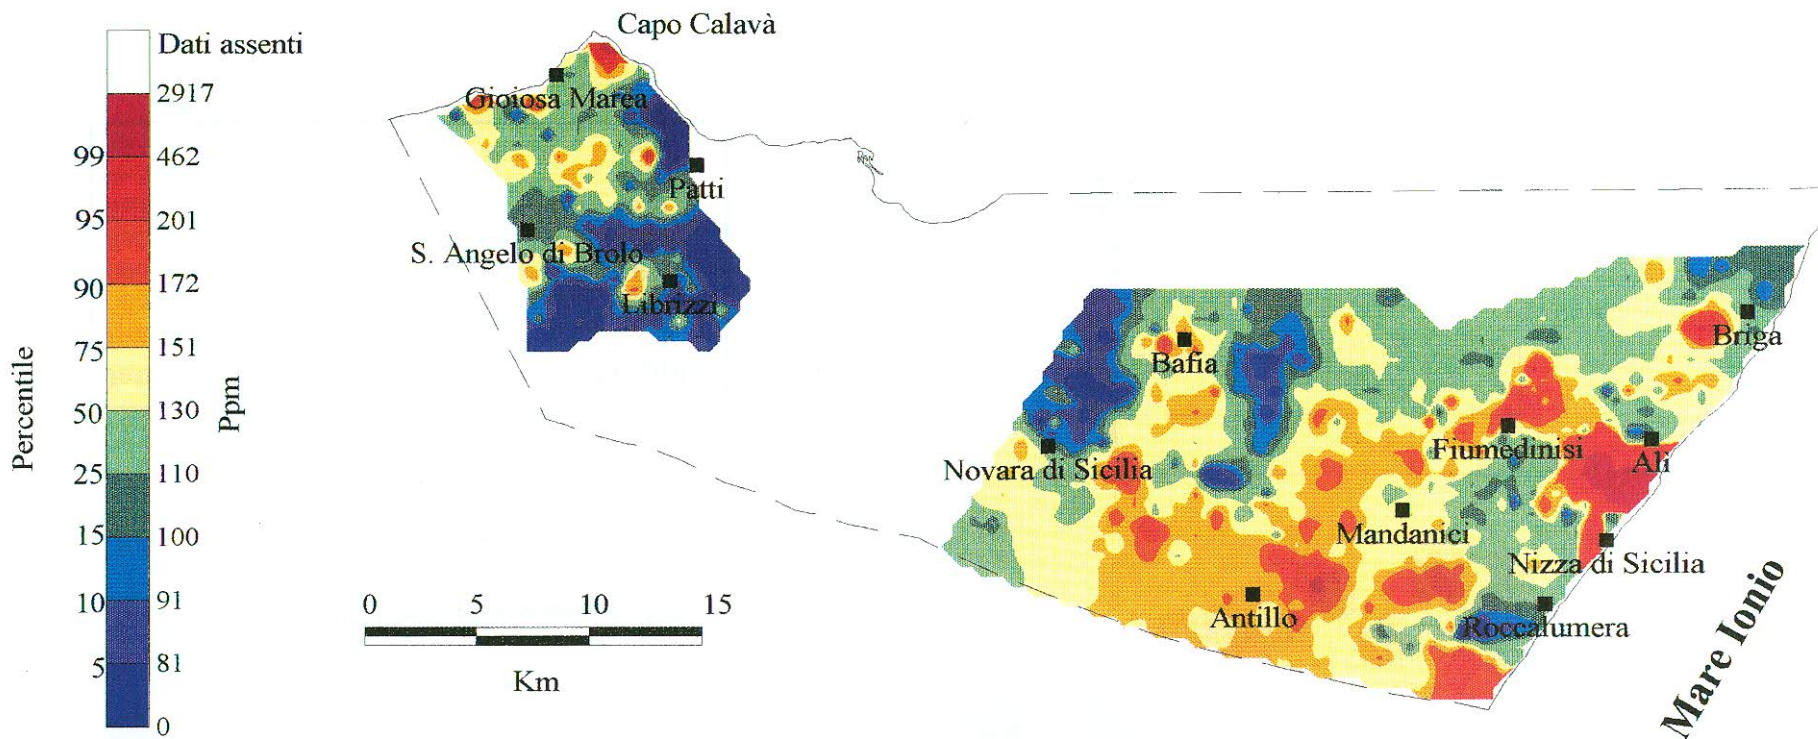 Capo Calavà
Dati assenti
2917
Gioiosa Marea
99
462
Patti
95
201
S. Angelo di Brolo
90
172
Librizzi
Briga
75
151
Bafia
Percentile
Ppm
50
130
Fiumedinisi
Alì
Novara di Sicilia
25
110
Mandanici
15
100
Nizza di Sicilia
10
91
0
5
10
15
Antillo
Roccalumera
5
81
Km
Mare Ionio
0